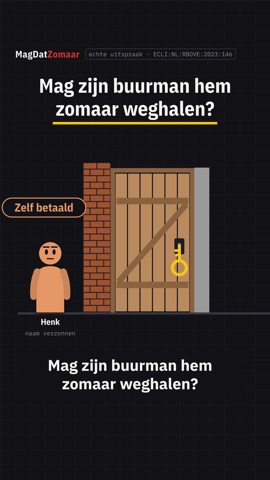 MagDatZomaar echte uitspraak - ECLI:NL:RBOVE:2023:146
Mag zijn buurman hem
zomaar weghalen?
Zelf betaald
Henk
naam verzonnen
Mag zijn buurman hem
zomaar weghalen?